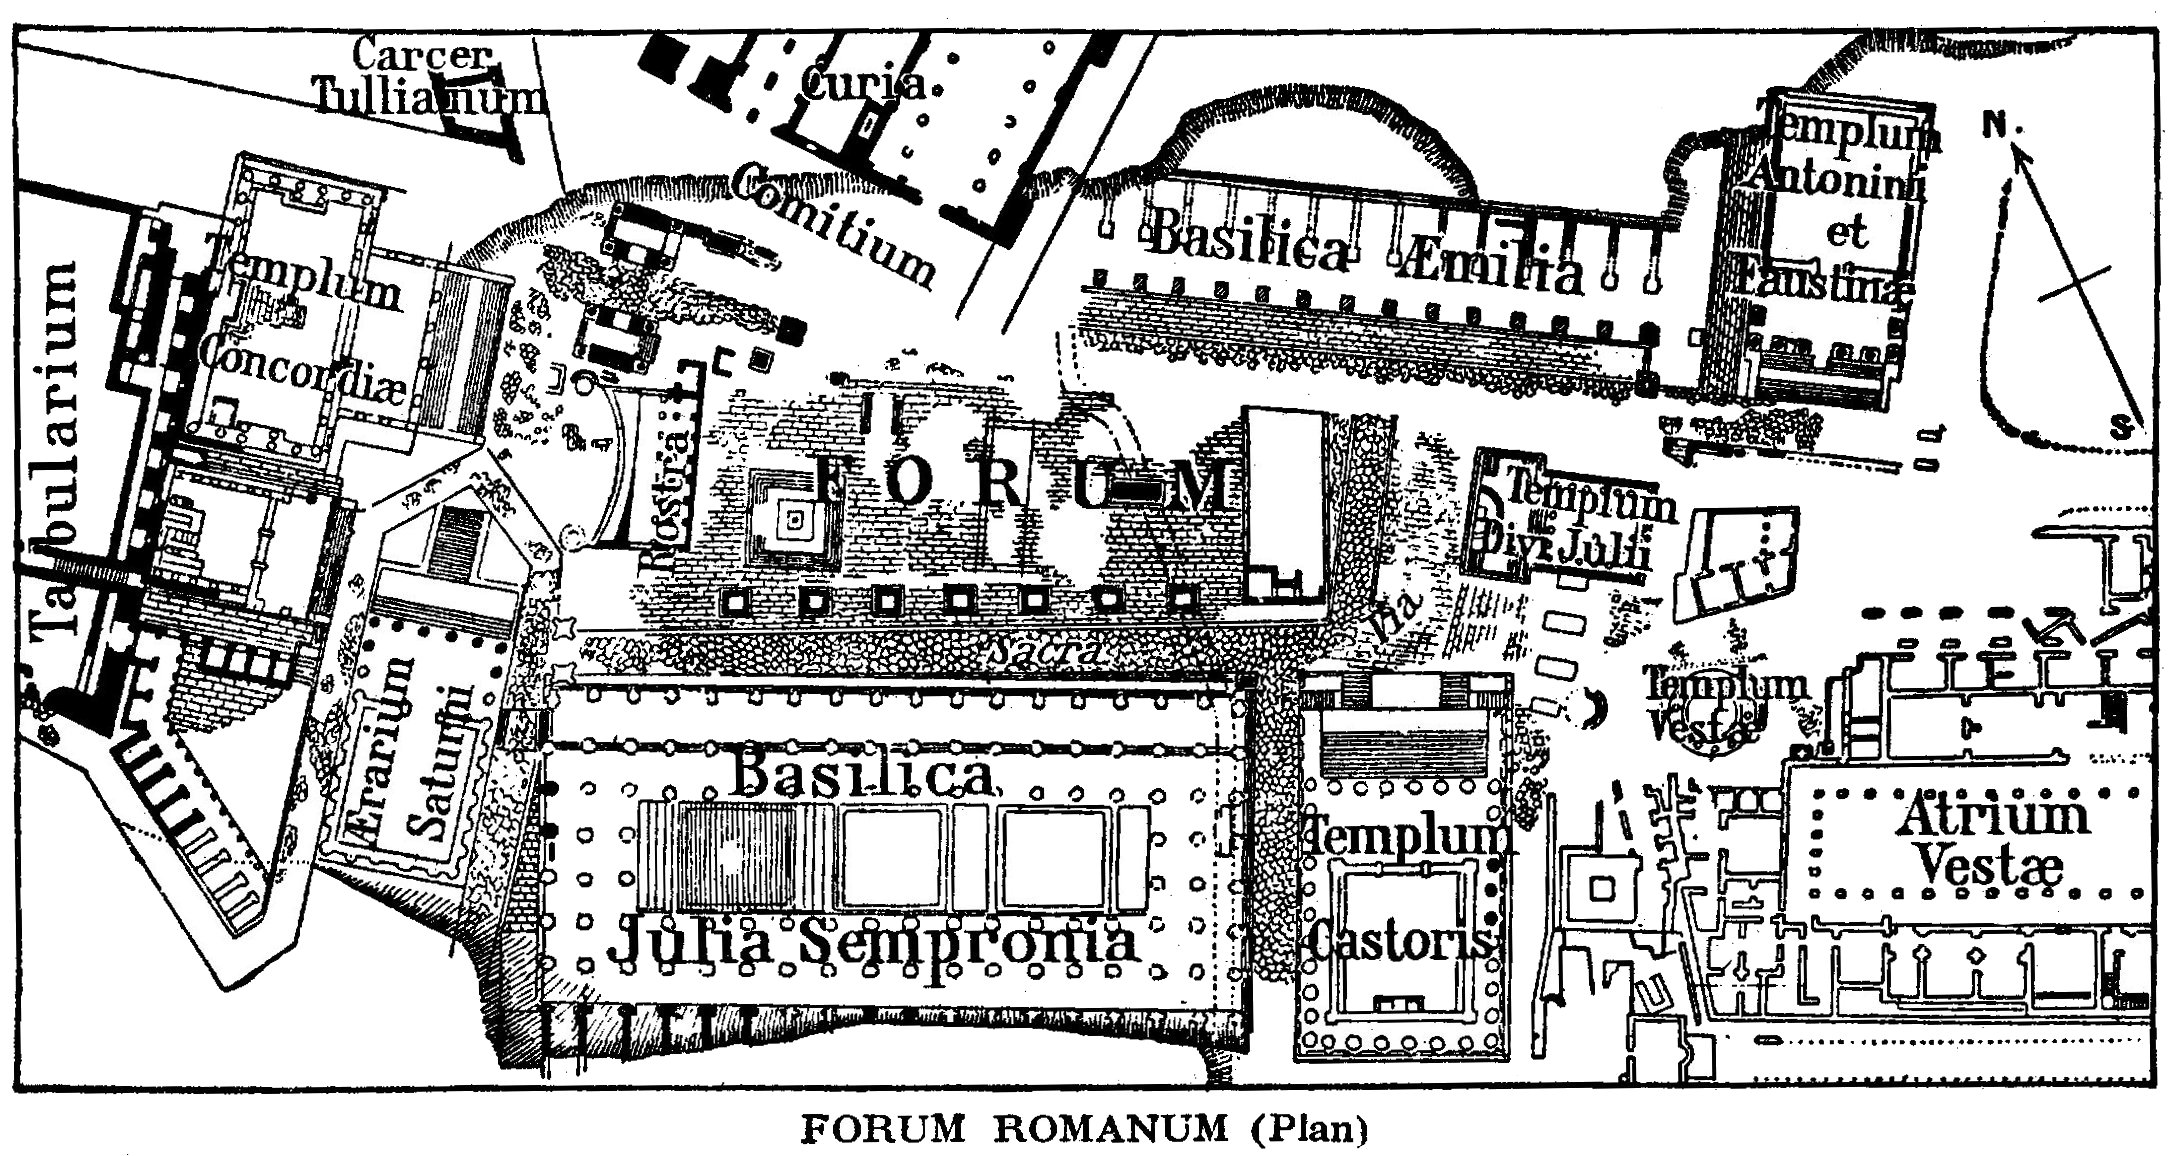 Carcer
Tullianum
Curia
Comitium
Basilica Æmilia
Templum
Antonini
et
Faustinæ
N.
S
Tabularium
Templum
Concordiæ
Rostra
FORUM
Templum
Divi Julii
Via
Sacra
Templum
Vestæ
Ærarium
Saturni
Basilica
Julia Sempronia
Templum
Castoris
Atrium
Vestæ
FORUM ROMANUM (Plan)